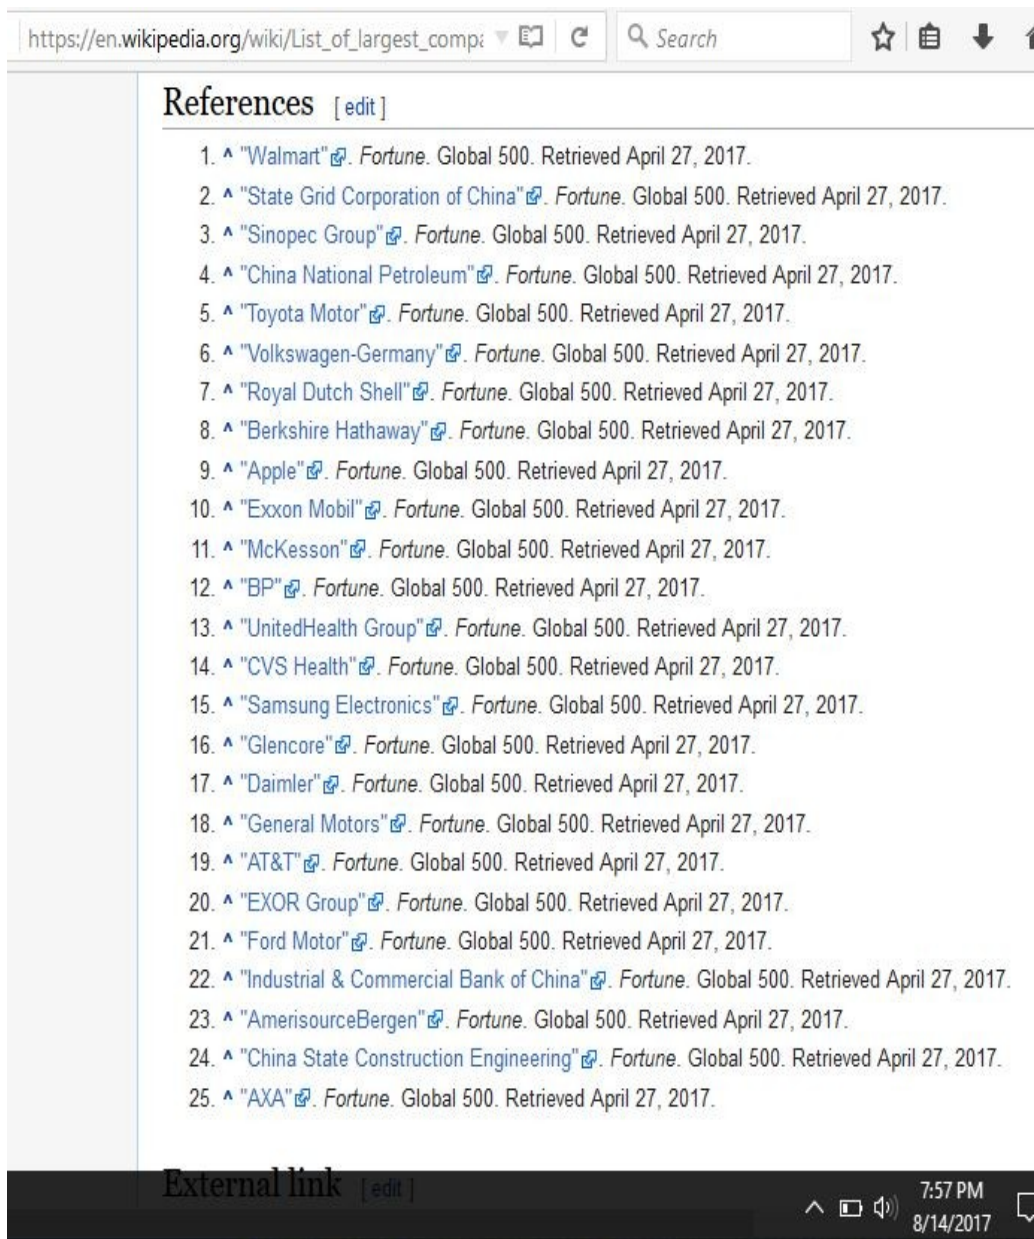 https://en.wikipedia.org/wiki/List_of_largest_compa
Search
References [ edit ]
1. ^ "Walmart". Fortune. Global 500. Retrieved April 27, 2017.
2. ^ "State Grid Corporation of China". Fortune. Global 500. Retrieved April 27, 2017.
3. ^ "Sinopec Group". Fortune. Global 500. Retrieved April 27, 2017.
4. ^ "China National Petroleum". Fortune. Global 500. Retrieved April 27, 2017.
5. ^ "Toyota Motor". Fortune. Global 500. Retrieved April 27, 2017.
6. ^ "Volkswagen-Germany". Fortune. Global 500. Retrieved April 27, 2017.
7. ^ "Royal Dutch Shell". Fortune. Global 500. Retrieved April 27, 2017.
8. ^ "Berkshire Hathaway". Fortune. Global 500. Retrieved April 27, 2017.
9. ^ "Apple". Fortune. Global 500. Retrieved April 27, 2017.
10. ^ "Exxon Mobil". Fortune. Global 500. Retrieved April 27, 2017.
11. ^ "McKesson". Fortune. Global 500. Retrieved April 27, 2017.
12. ^ "BP". Fortune. Global 500. Retrieved April 27, 2017.
13. ^ "UnitedHealth Group". Fortune. Global 500. Retrieved April 27, 2017.
14. ^ "CVS Health". Fortune. Global 500. Retrieved April 27, 2017.
15. ^ "Samsung Electronics". Fortune. Global 500. Retrieved April 27, 2017.
16. ^ "Glencore". Fortune. Global 500. Retrieved April 27, 2017.
17. ^ "Daimler". Fortune. Global 500. Retrieved April 27, 2017.
18. ^ "General Motors". Fortune. Global 500. Retrieved April 27, 2017.
19. ^ "AT&T". Fortune. Global 500. Retrieved April 27, 2017.
20. ^ "EXOR Group". Fortune. Global 500. Retrieved April 27, 2017.
21. ^ "Ford Motor". Fortune. Global 500. Retrieved April 27, 2017.
22. ^ "Industrial & Commercial Bank of China". Fortune. Global 500. Retrieved April 27, 2017.
23. ^ "AmerisourceBergen". Fortune. Global 500. Retrieved April 27, 2017.
24. ^ "China State Construction Engineering". Fortune. Global 500. Retrieved April 27, 2017.
25. ^ "AXA". Fortune. Global 500. Retrieved April 27, 2017.
External link [ edit ]
7:57 PM
8/14/2017